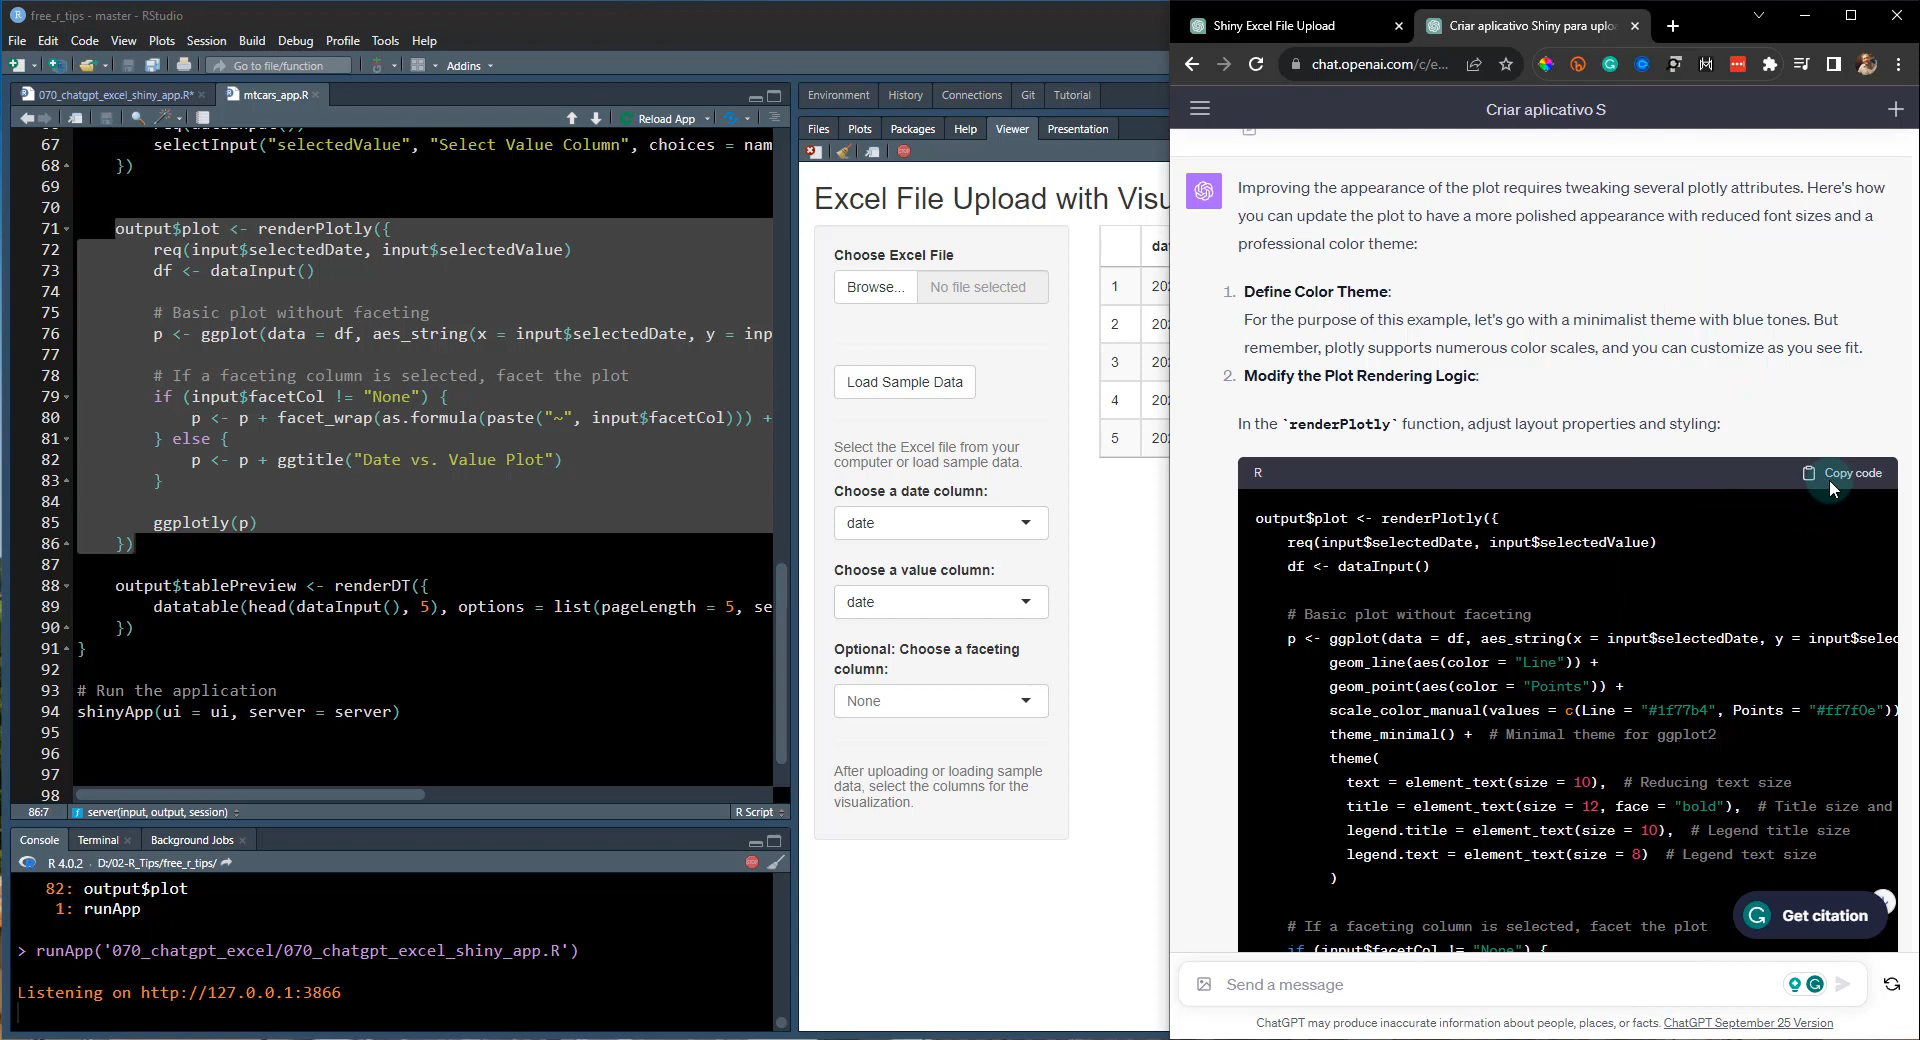 free_r_tips - master - RStudio
File Edit Code View Plots Session Build Debug Profile Tools Help
Go to file/function
Addins
070_chatgpt_excel_shiny_app.R*
mtcars_app.R
Reload App
67 selectInput("selectedValue", "Select Value Column", choices = nam
68 })
69
70
71 output$plot <- renderPlotly({
72 req(input$selectedDate, input$selectedValue)
73 df <- dataInput()
74
75 # Basic plot without faceting
76 p <- ggplot(data = df, aes_string(x = input$selectedDate, y = inp
77
78 # If a faceting column is selected, facet the plot
79 if (input$facetCol != "None") {
80 p <- p + facet_wrap(as.formula(paste("~", input$facetCol))) +
81 } else {
82 p <- p + ggtitle("Date vs. Value Plot")
83 }
84
85 ggplotly(p)
86 })
87
88 output$tablePreview <- renderDT({
89 datatable(head(dataInput(), 5), options = list(pageLength = 5, se
90 })
91 }
92
93 # Run the application
94 shinyApp(ui = ui, server = server)
95
96
97
98
86:7 server(input, output, session) R Script
Console Terminal Background Jobs
R 4.0.2 · D:/02-R_Tips/free_r_tips/
82: output$plot
1: runApp
> runApp('070_chatgpt_excel/070_chatgpt_excel_shiny_app.R')
Listening on http://127.0.0.1:3866
Environment History Connections Git Tutorial
Files Plots Packages Help Viewer Presentation
Excel File Upload with Visu
Choose Excel File
Browse... No file selected
Load Sample Data
Select the Excel file from your
computer or load sample data.
Choose a date column:
date
Choose a value column:
date
Optional: Choose a faceting
column:
None
After uploading or loading sample
data, select the columns for the
visualization.
da
1 202
2 202
3 202
4 202
5 202
Shiny Excel File Upload
Criar aplicativo Shiny para uplo
chat.openai.com/c/e...
Criar aplicativo S
Improving the appearance of the plot requires tweaking several plotly attributes. Here's how
you can update the plot to have a more polished appearance with reduced font sizes and a
professional color theme:
1. Define Color Theme:
For the purpose of this example, let's go with a minimalist theme with blue tones. But
remember, plotly supports numerous color scales, and you can customize as you see fit.
2. Modify the Plot Rendering Logic:
In the `renderPlotly` function, adjust layout properties and styling:
R Copy code
output$plot <- renderPlotly({
req(input$selectedDate, input$selectedValue)
df <- dataInput()
# Basic plot without faceting
p <- ggplot(data = df, aes_string(x = input$selectedDate, y = input$selec
geom_line(aes(color = "Line")) +
geom_point(aes(color = "Points")) +
scale_color_manual(values = c(Line = "#1f77b4", Points = "#ff7f0e"))
theme_minimal() + # Minimal theme for ggplot2
theme(
text = element_text(size = 10), # Reducing text size
title = element_text(size = 12, face = "bold"), # Title size and
legend.title = element_text(size = 10), # Legend title size
legend.text = element_text(size = 8) # Legend text size
)
# If a faceting column is selected, facet the plot
if (input$facetCol != "None") {
Get citation
Send a message
ChatGPT may produce inaccurate information about people, places, or facts. ChatGPT September 25 Version